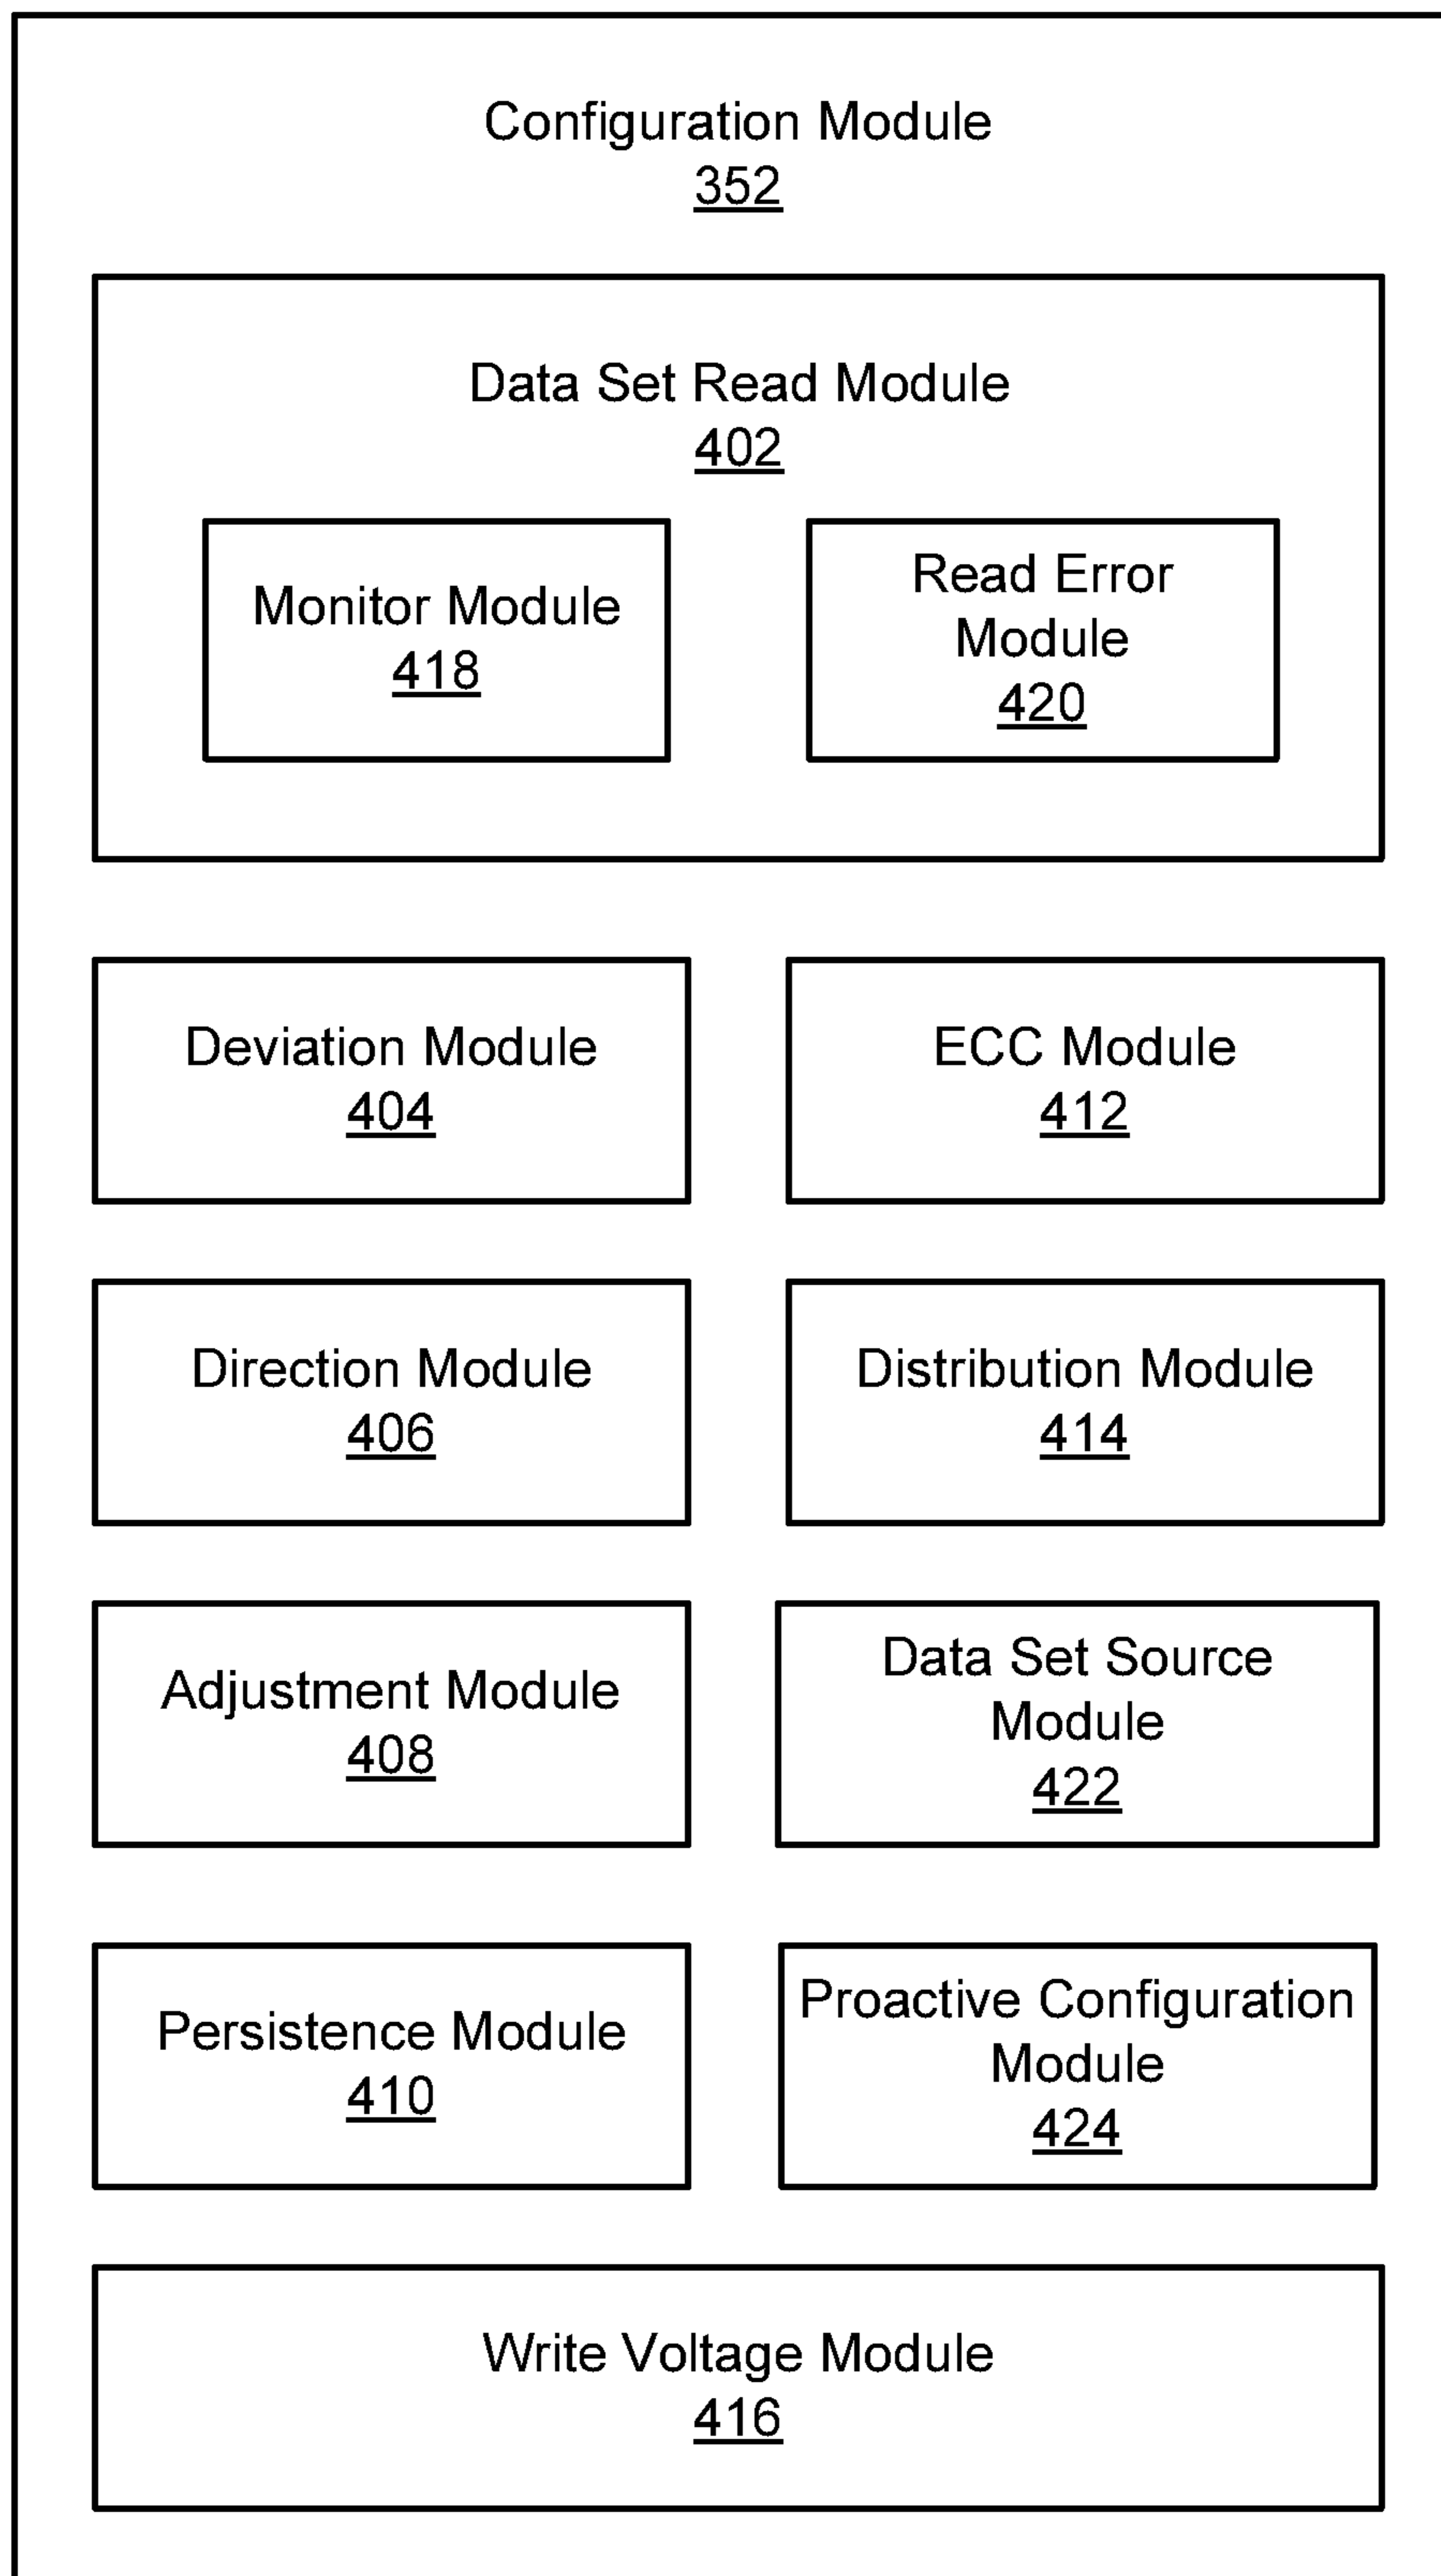 Configuration Module
352
Data Set Read Module
402
Monitor Module
418
Read Error
Module
420
Deviation Module
404
ECC Module
412
Direction Module
406
Distribution Module
414
Adjustment Module
408
Data Set Source
Module
422
Persistence Module
410
Proactive Configuration
Module
424
Write Voltage Module
416